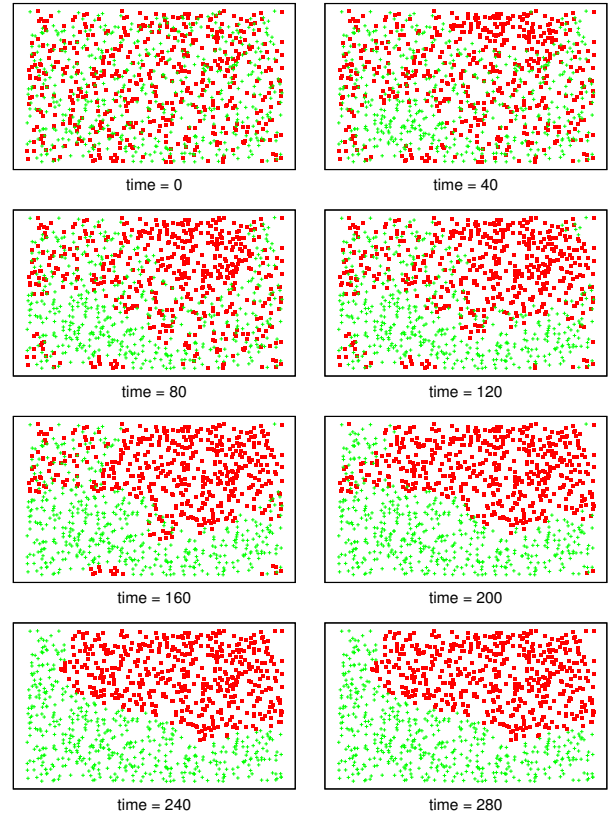 time = 0
time = 40
time = 80
time = 120
time = 160
time = 200
time = 240
time = 280